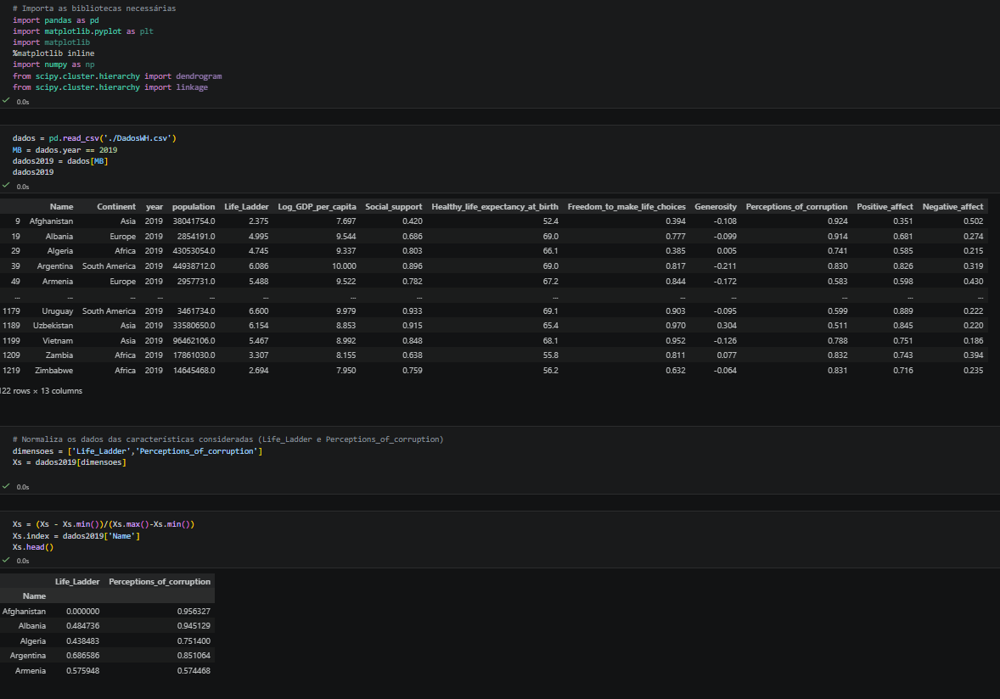 # Importa as bibliotecas necessárias
import pandas as pd
import matplotlib.pyplot as plt
import matplotlib
%matplotlib inline
import numpy as np
from scipy.cluster.hierarchy import dendrogram
from scipy.cluster.hierarchy import linkage
0.0s
dados = pd.read_csv('./DadosWH.csv')
MB = dados.year == 2019
dados2019 = dados[MB]
dados2019
0.0s
Name Continent year population Life_Ladder Log_GDP_per_capita Social_support Healthy_life_expectancy_at_birth Freedom_to_make_life_choices Generosity Perceptions_of_corruption Positive_affect Negative_affect
9 Afghanistan Asia 2019 38041754.0 2.375 7.697 0.420 52.4 0.394 -0.108 0.924 0.351 0.502
19 Albania Europe 2019 2854191.0 4.995 9.544 0.686 69.0 0.777 -0.099 0.914 0.681 0.274
29 Algeria Africa 2019 43053054.0 4.745 9.337 0.803 66.1 0.385 0.005 0.741 0.585 0.215
39 Argentina South America 2019 44938712.0 6.086 10.000 0.896 69.0 0.817 -0.211 0.830 0.826 0.319
49 Armenia Europe 2019 2957731.0 5.488 9.522 0.782 67.2 0.844 -0.172 0.583 0.598 0.430
... ... ... ... ... ... ... ... ... ... ... ... ... ...
1179 Uruguay South America 2019 3461734.0 6.600 9.979 0.933 69.1 0.903 -0.095 0.599 0.889 0.222
1189 Uzbekistan Asia 2019 33580650.0 6.154 8.853 0.915 65.4 0.970 0.304 0.511 0.845 0.220
1199 Vietnam Asia 2019 96462106.0 5.467 8.992 0.848 68.1 0.952 -0.126 0.788 0.751 0.186
1209 Zambia Africa 2019 17861030.0 3.307 8.155 0.638 55.8 0.811 0.077 0.832 0.743 0.394
1219 Zimbabwe Africa 2019 14645468.0 2.694 7.950 0.759 56.2 0.632 -0.064 0.831 0.716 0.235
122 rows × 13 columns
# Normaliza os dados das características consideradas (Life_Ladder e Perceptions_of_corruption)
dimensoes = ['Life_Ladder','Perceptions_of_corruption']
Xs = dados2019[dimensoes]
0.0s
Xs = (Xs - Xs.min())/(Xs.max()-Xs.min())
Xs.index = dados2019['Name']
Xs.head()
0.0s
Life_Ladder Perceptions_of_corruption
Name
Afghanistan 0.000000 0.956327
Albania 0.484736 0.945129
Algeria 0.438483 0.751400
Argentina 0.686586 0.851064
Armenia 0.575948 0.574468